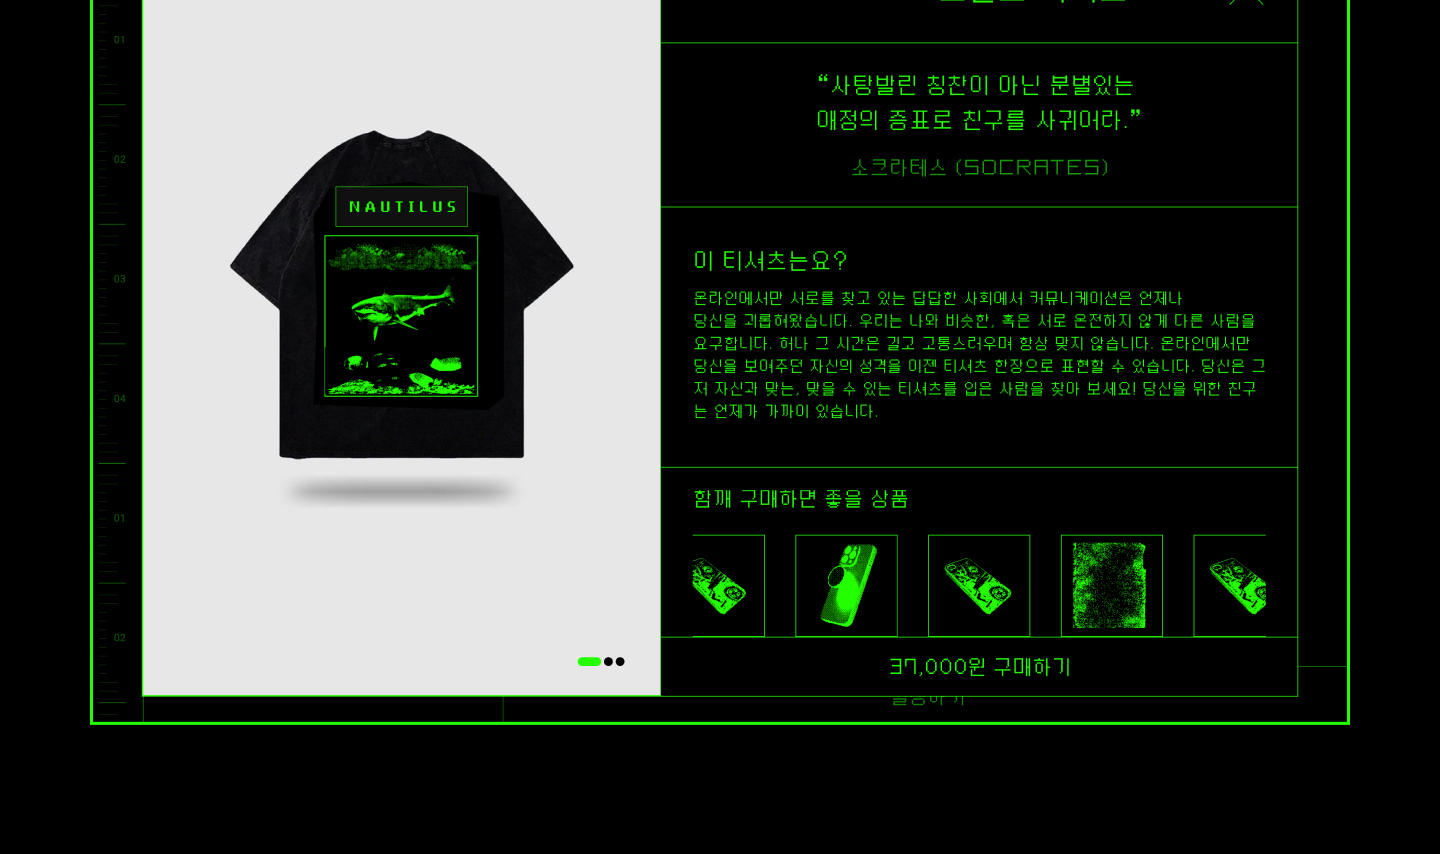 01
02
03
04
01
02
NAUTILUS
“사탕발린 칭찬이 아닌 분별있는
애정의 증표로 친구를 사귀어라.”
소크라테스 (SOCRATES)
이 티셔츠는요?
온라인에서만 서로를 찾고 있는 답답한 사회에서 커뮤니케이션은 언제나
당신을 괴롭혀왔습니다. 우리는 나와 비슷한, 혹은 서로 온전하지 않게 다른 사람을
요구합니다. 허나 그 시간은 길고 고통스러우며 항상 맞지 않습니다. 온라인에서만
당신을 보여주던 자신의 성격을 이젠 티셔츠 한장으로 표현할 수 있습니다. 당신은 그
저 자신과 맞는, 맞을 수 있는 티셔츠를 입은 사람을 찾아 보세요! 당신을 위한 친구
는 언제가 가까이 있습니다.
함께 구매하면 좋을 상품
37,000원 구매하기